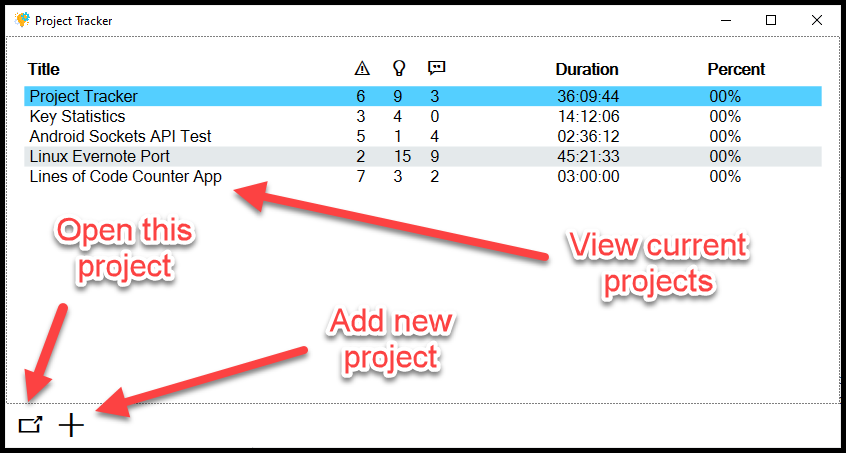 Project Tracker
Title Duration Percent
Project Tracker 6 9 3 36:09:44 00%
Key Statistics 3 4 0 14:12:06 00%
Android Sockets API Test 5 1 4 02:36:12 00%
Linux Evernote Port 2 15 9 45:21:33 00%
Lines of Code Counter App 7 3 2 03:00:00 00%
Open this
project
View current
projects
Add new
project